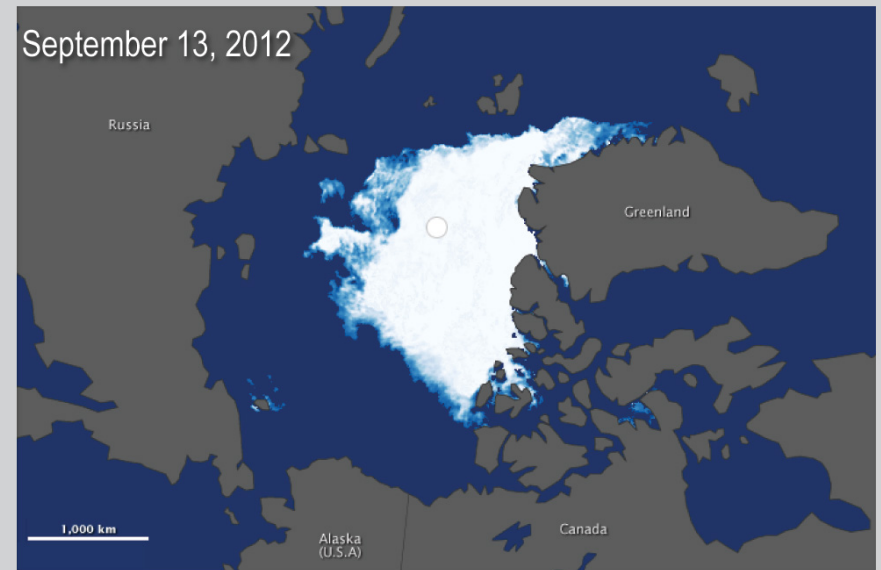 September 13, 2012
Russia
Greenland
1,000 km
Alaska
(U.S.A)
Canada